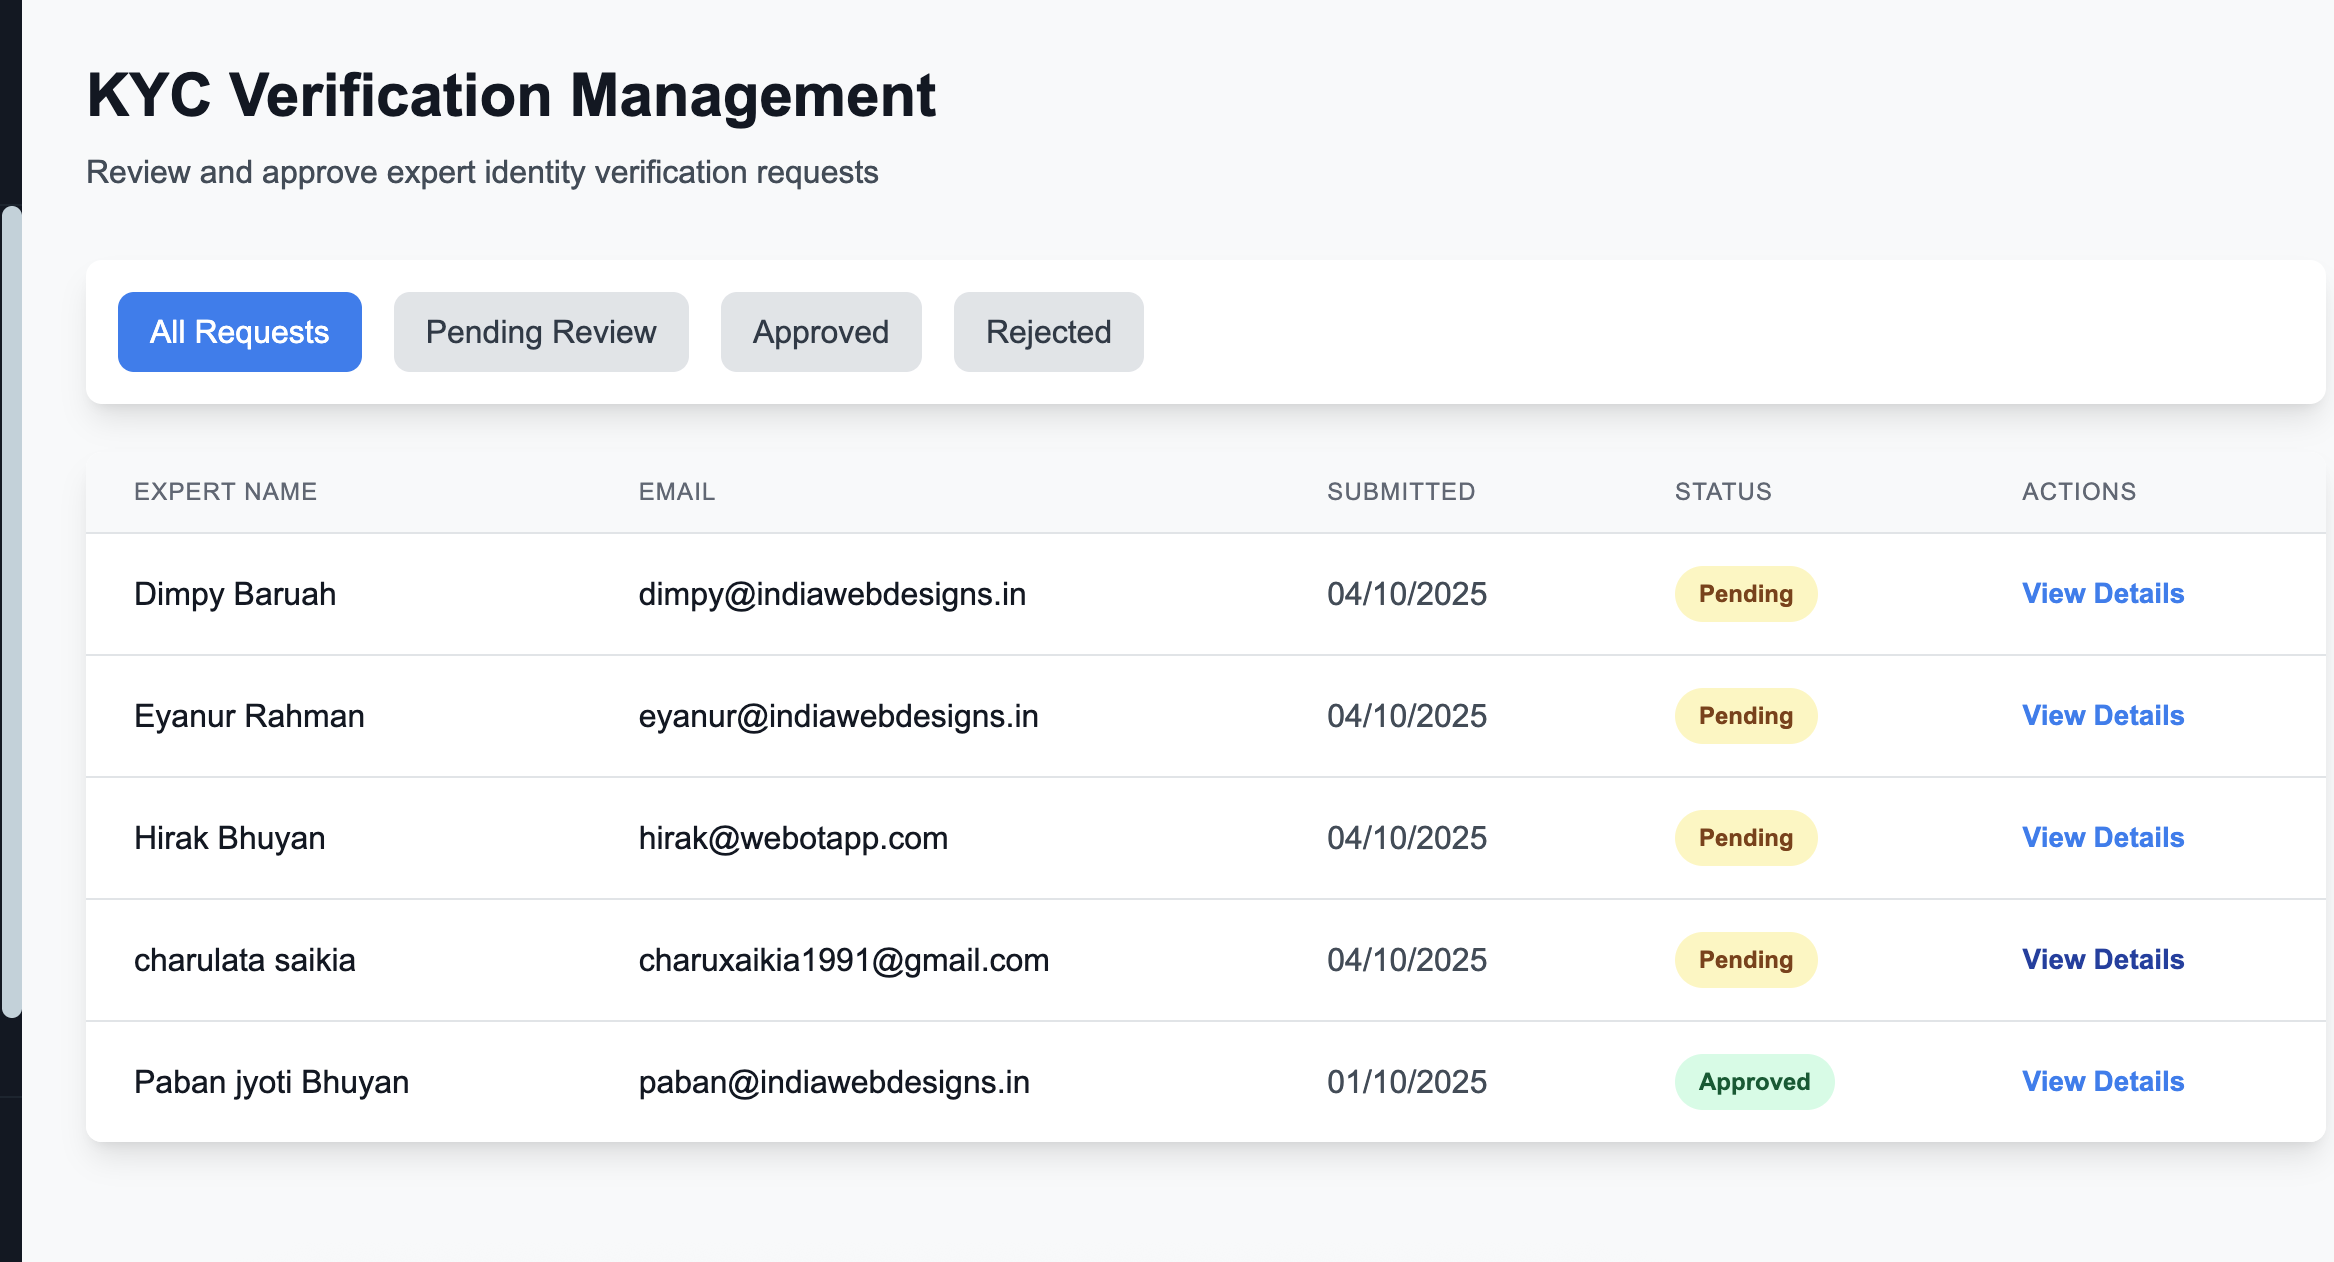 KYC Verification Management
Review and approve expert identity verification requests
All Requests Pending Review Approved Rejected
EXPERT NAME EMAIL SUBMITTED STATUS ACTIONS
Dimpy Baruah dimpy@indiawebdesigns.in 04/10/2025 Pending View Details
Eyanur Rahman eyanur@indiawebdesigns.in 04/10/2025 Pending View Details
Hirak Bhuyan hirak@webotapp.com 04/10/2025 Pending View Details
charulata saikia charuxaikia1991@gmail.com 04/10/2025 Pending View Details
Paban jyoti Bhuyan paban@indiawebdesigns.in 01/10/2025 Approved View Details